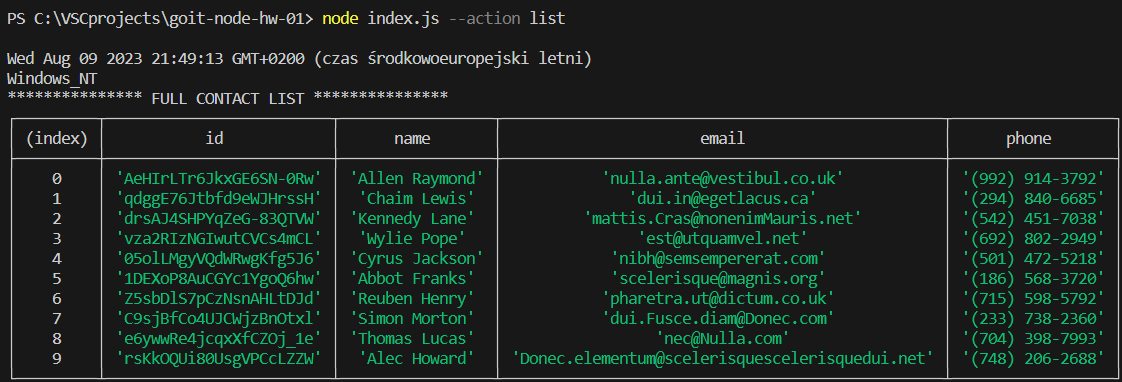 PS C:\VSCprojects\goit-node-hw-01> node index.js --action list
Wed Aug 09 2023 21:49:13 GMT+0200 (czas środkowoeuropejski letni)
Windows_NT
*************** FULL CONTACT LIST ***************
(index) id name email phone
0 'AeHIrLTr6JkxGE6SN-0Rw' 'Allen Raymond' 'nulla.ante@vestibul.co.uk' '(992) 914-3792'
1 'qdggE76Jtbfd9eWJHrssH' 'Chaim Lewis' 'dui.in@egetlacus.ca' '(294) 840-6685'
2 'drsAJ4SHPYqZeG-83QTVW' 'Kennedy Lane' 'mattis.Cras@nonenimMauris.net' '(542) 451-7038'
3 'vza2RIzNGIwutCVCs4mCL' 'Wylie Pope' 'est@utquamvel.net' '(692) 802-2949'
4 '05olLMgyVQdWRwgKfg5J6' 'Cyrus Jackson' 'nibh@semsempererat.com' '(501) 472-5218'
5 '1DEXoP8AuCGYc1YgoQ6hw' 'Abbot Franks' 'scelerisque@magnis.org' '(186) 568-3720'
6 'Z5sbDlS7pCzNsnAHLtDJd' 'Reuben Henry' 'pharetra.ut@dictum.co.uk' '(715) 598-5792'
7 'C9sjBfCo4UJCWjzBnOtxl' 'Simon Morton' 'dui.Fusce.diam@Donec.com' '(233) 738-2360'
8 'e6ywwRe4jcqxXfCZOj_1e' 'Thomas Lucas' 'nec@Nulla.com' '(704) 398-7993'
9 'rsKkOQUi80UsgVPCcLZZW' 'Alec Howard' 'Donec.elementum@scelerisquescelerisquedui.net' '(748) 206-2688'